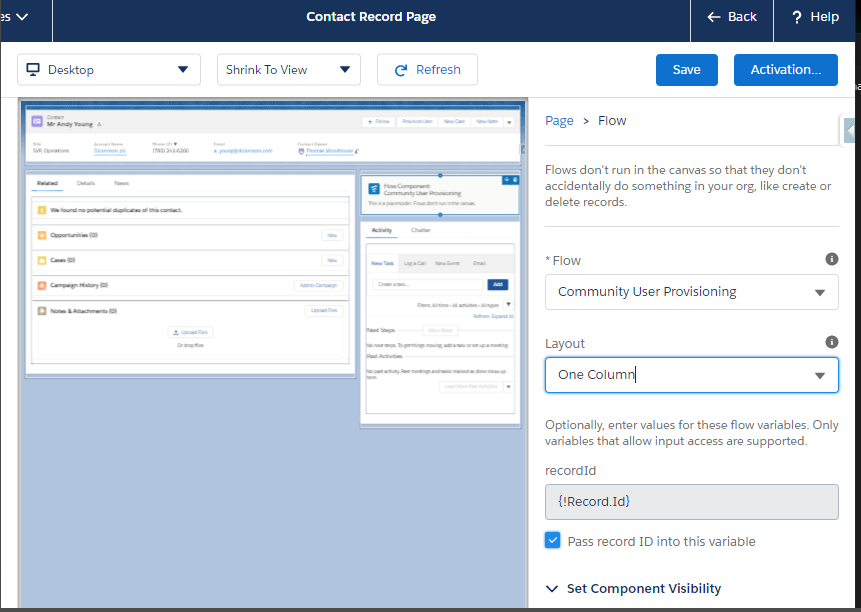 es
Contact Record Page
Back
? Help
Desktop
Shrink To View
Refresh
Save
Activation...
Contact
Mr Andy Young
+ Follow
Provision User
New Case
New Note
Title
SVP, Operations
Account Name
Dickenson plc
Phone (2)
(785) 241-6200
Email
a_young@dickenson.com
Contact Owner
Thomas Woodhouse
Related
Details
News
We found no potential duplicates of this contact.
Opportunities (0)
New
Cases (0)
New
Campaign History (0)
Add to Campaign
Notes & Attachments (0)
Upload Files
Upload Files
Or drop files
Flow Component:
Community User Provisioning
This is a placeholder. Flows don't run in the canvas.
Activity
Chatter
New Task
Log a Call
New Event
Email
Create a task...
Add
Filters: All time • All activities • All types
Refresh Expand All
Next Steps
More Steps
No next steps. To get things moving, add a task or set up a meeting.
Past Activities
No past activity. Past meetings and tasks marked as done show up
here.
Load More Past Activities
Page > Flow
Flows don't run in the canvas so that they don't
accidentally do something in your org, like create or
delete records.
* Flow
Community User Provisioning
Layout
One Column
Optionally, enter values for these flow variables. Only
variables that allow input access are supported.
recordId
{!Record.Id}
Pass record ID into this variable
Set Component Visibility